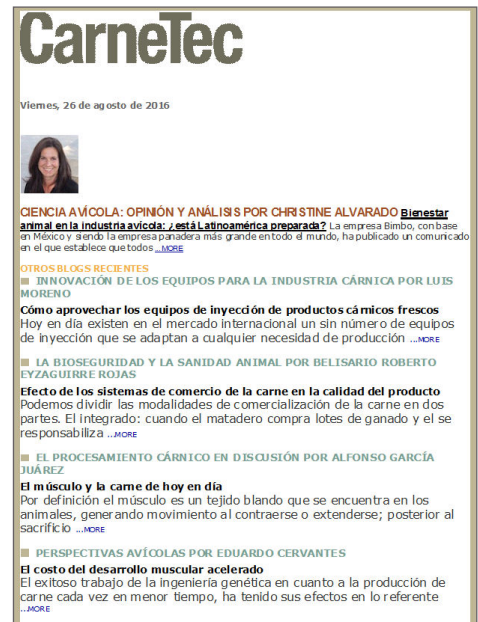 CarneTec
Viernes, 26 de agosto de 2016
CIENCIA AVÍCOLA: OPINIÓN Y ANÁLISIS POR CHRISTINE ALVARADO Bienestar
animal en la industria avícola: ¿está Latinoamérica preparada? La empresa Bimbo, con base
en México y siendo la empresa panadera más grande en todo el mundo, ha publicado un comunicado
en el que establece que todos ...MORE
OTROS BLOGS RECIENTES
INNOVACIÓN DE LOS EQUIPOS PARA LA INDUSTRIA CÁRNICA POR LUIS
MORENO
Cómo aprovechar los equipos de inyección de productos cárnicos frescos
Hoy en día existen en el mercado internacional un sin número de equipos
de inyección que se adaptan a cualquier necesidad de producción ...MORE
LA BIOSEGURIDAD Y LA SANIDAD ANIMAL POR BELISARIO ROBERTO
EYZAGUIRRE ROJAS
Efecto de los sistemas de comercio de la carne en la calidad del producto
Podemos dividir las modalidades de comercialización de la carne en dos
partes. El integrado: cuando el matadero compra lotes de ganado y el se
responsabiliza ...MORE
EL PROCESAMIENTO CÁRNICO EN DISCUSIÓN POR ALFONSO GARCÍA
JUÁREZ
El músculo y la carne de hoy en día
Por definición el músculo es un tejido blando que se encuentra en los
animales, generando movimiento al contraerse o extenderse; posterior al
sacrificio ...MORE
PERSPECTIVAS AVÍCOLAS POR EDUARDO CERVANTES
El costo del desarrollo muscular acelerado
El exitoso trabajo de la ingeniería genética en cuanto a la producción de
carne cada vez en menor tiempo, ha tenido sus efectos en lo referente
...MORE